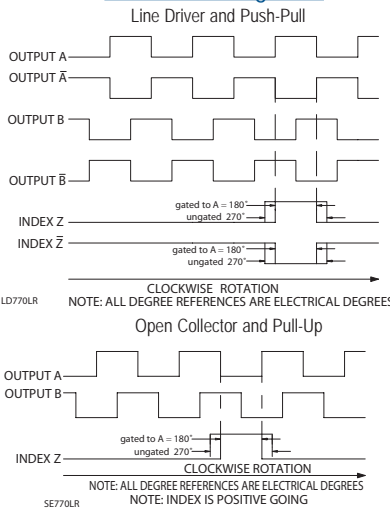 Line Driver and Push-Pull
OUTPUT A
OUTPUT A̅
OUTPUT B
OUTPUT B̅
gated to A = 180°
ungated 270°
INDEX Z
INDEX Z̅
gated to A = 180°
ungated 270°
CLOCKWISE ROTATION
LD770LR
NOTE: ALL DEGREE REFERENCES ARE ELECTRICAL DEGREES
Open Collector and Pull-Up
OUTPUT A
OUTPUT B
gated to A = 180°
ungated 270°
INDEX Z
CLOCKWISE ROTATION
NOTE: ALL DEGREE REFERENCES ARE ELECTRICAL DEGREES
SE770LR
NOTE: INDEX IS POSITIVE GOING